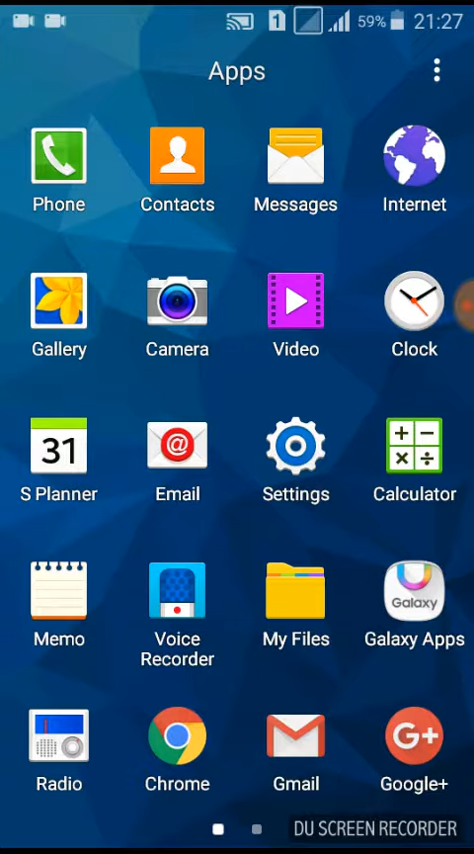 1 59% 21:27
Apps
Phone Contacts Messages Internet
Gallery Camera Video Clock
31
@
S Planner Email Settings Calculator
+ −
× ÷
Galaxy
Memo Voice Recorder My Files Galaxy Apps
G+
Radio Chrome Gmail Google+
DU SCREEN RECORDER